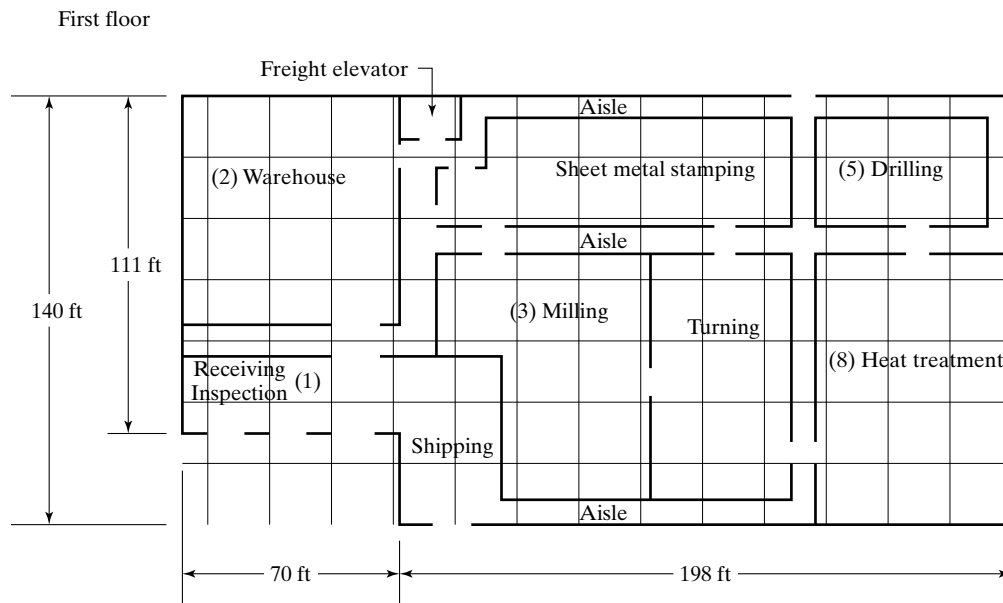 First floor
Freight elevator
Aisle
(2) Warehouse
Sheet metal stamping
(5) Drilling
Aisle
111 ft
140 ft
(3) Milling
Turning
Receiving
Inspection
(1)
(8) Heat treatment
Shipping
Aisle
70 ft
198 ft